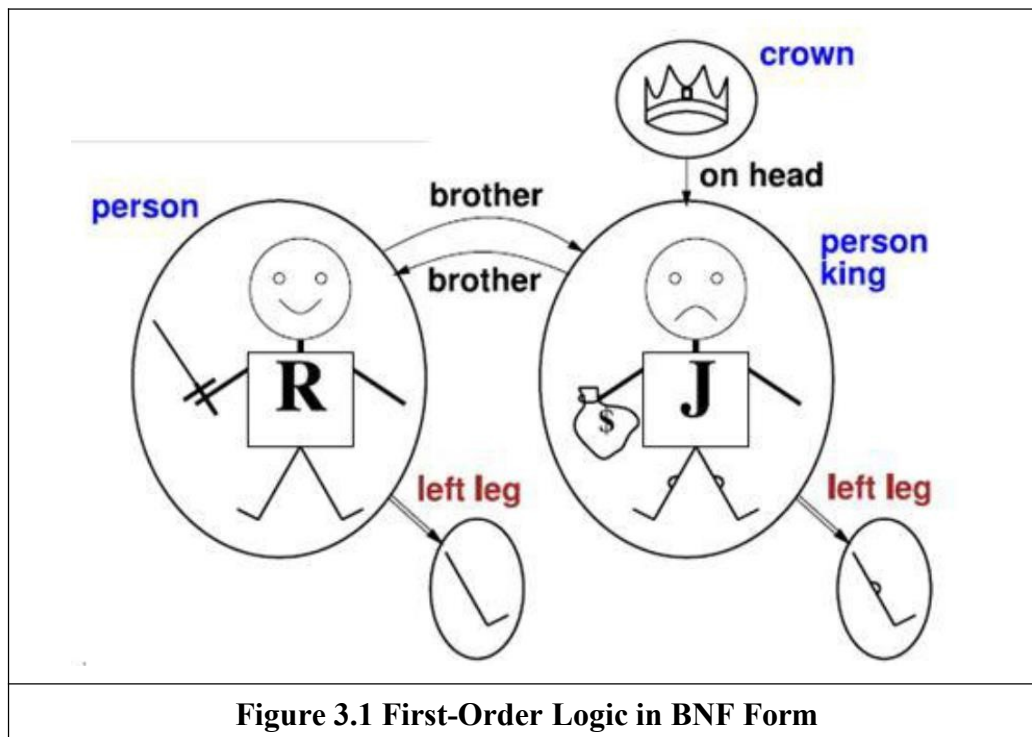 crown
on head
person
brother
person
king
brother
R
J
$
left leg
left leg
Figure 3.1 First-Order Logic in BNF Form